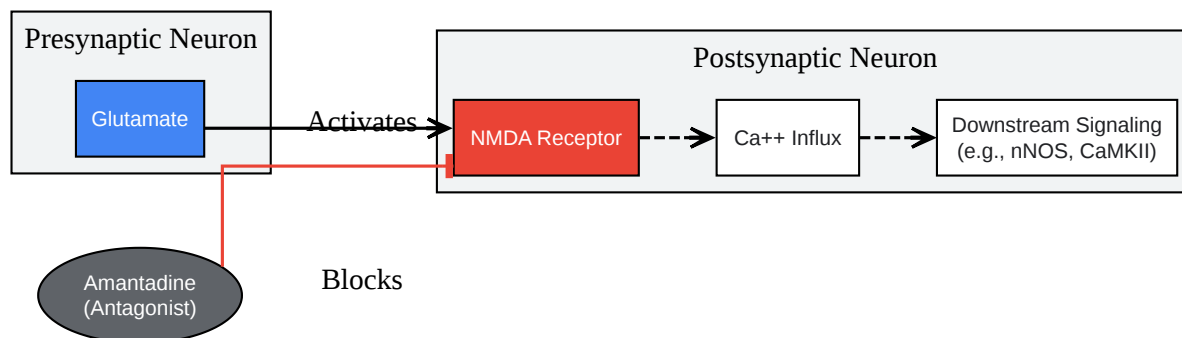 Presynaptic Neuron
Glutamate
Activates
Postsynaptic Neuron
NMDA Receptor
Ca++ Influx
Downstream Signaling
(e.g., nNOS, CaMKII)
Amantadine
(Antagonist)
Blocks